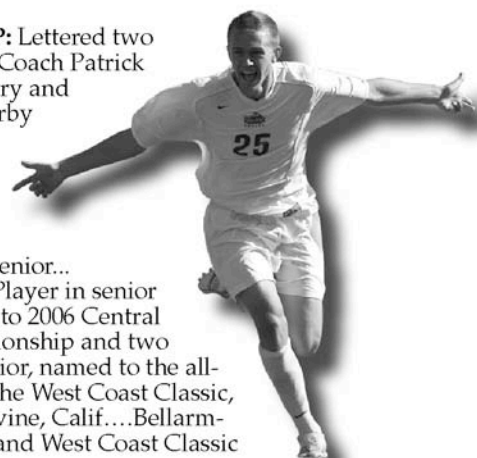 P: Lettered two
Coach Patrick
ry and
rby
25
enior...
Player in senior
to 2006 Central
onship and two
ior, named to the all-
he West Coast Classic,
vine, Calif....Bellarm-
and West Coast Classic